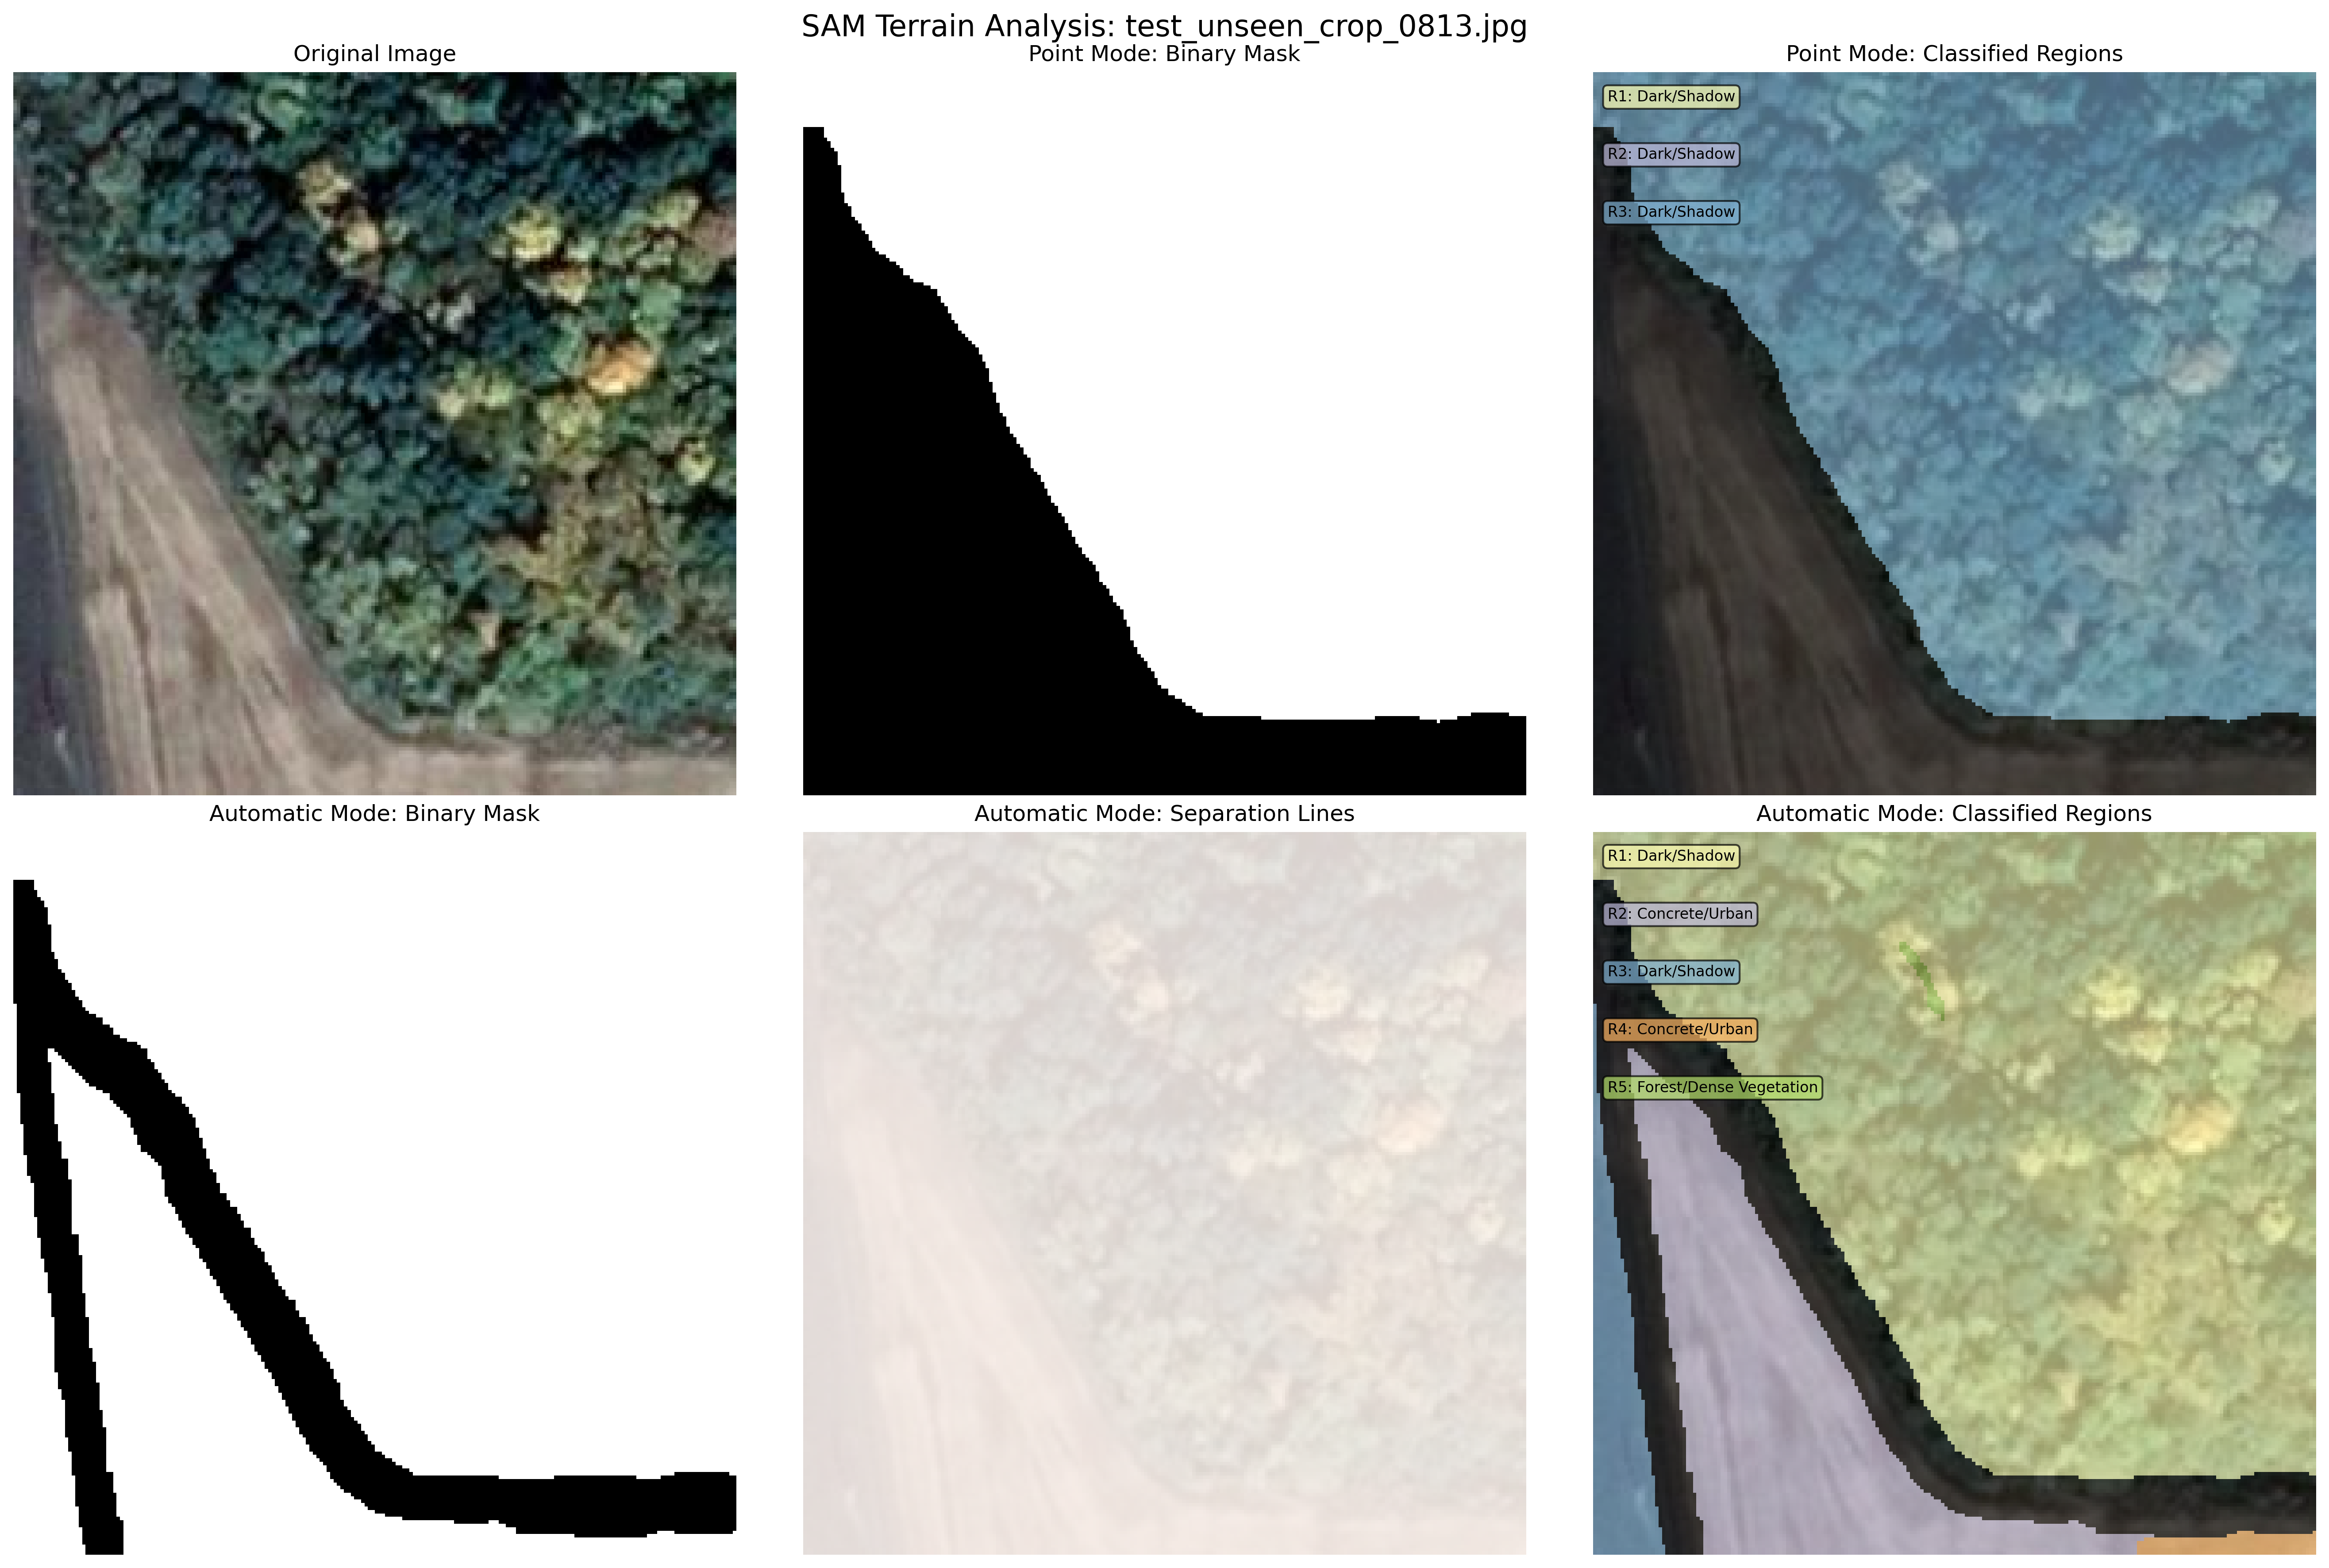 SAM Terrain Analysis: test_unseen_crop_0813.jpg
Original Image
Point Mode: Binary Mask
Point Mode: Classified Regions
R1: Dark/Shadow
R2: Dark/Shadow
R3: Dark/Shadow
Automatic Mode: Binary Mask
Automatic Mode: Separation Lines
Automatic Mode: Classified Regions
R1: Dark/Shadow
R2: Concrete/Urban
R3: Dark/Shadow
R4: Concrete/Urban
R5: Forest/Dense Vegetation